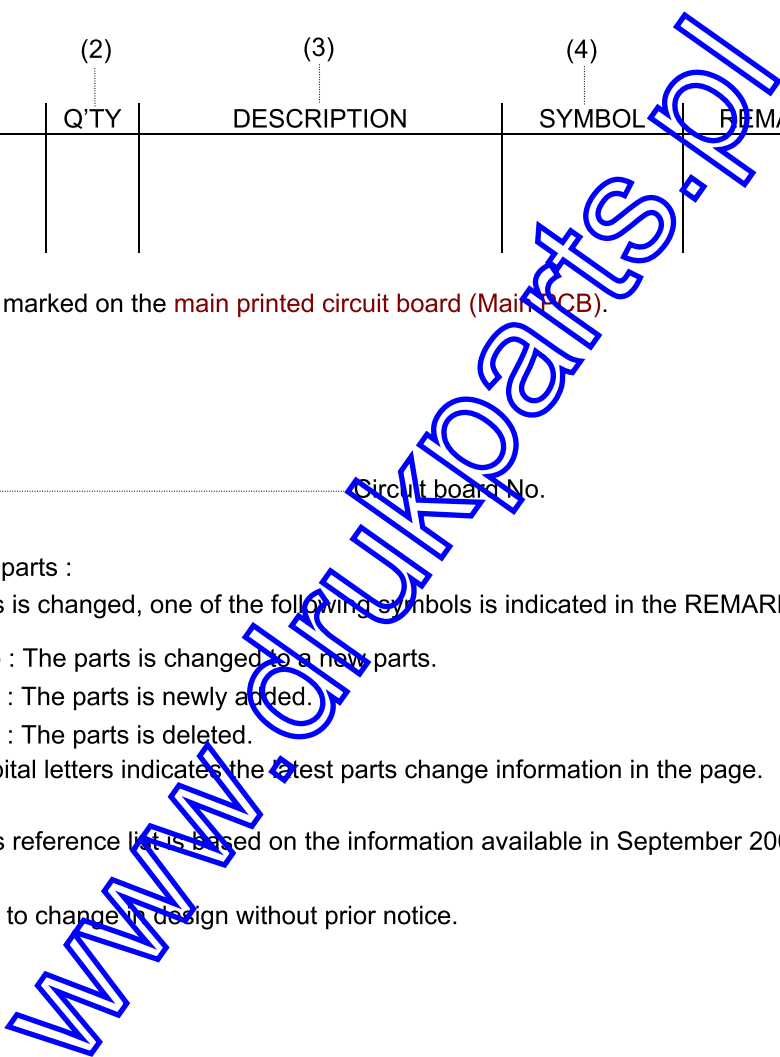 (2) (3) (4)
Q'TY DESCRIPTION SYMBOL
marked on the main printed circuit board (Main PCB).
Circuit board No.
parts :
is changed, one of the following symbols is indicated in the
: The parts is changed to a new parts.
: The parts is newly added.
: The parts is deleted.
letters indicates the latest parts change information in the page.
reference list is based on the information available in September
to change in design without prior notice.
www.drukparts.pl